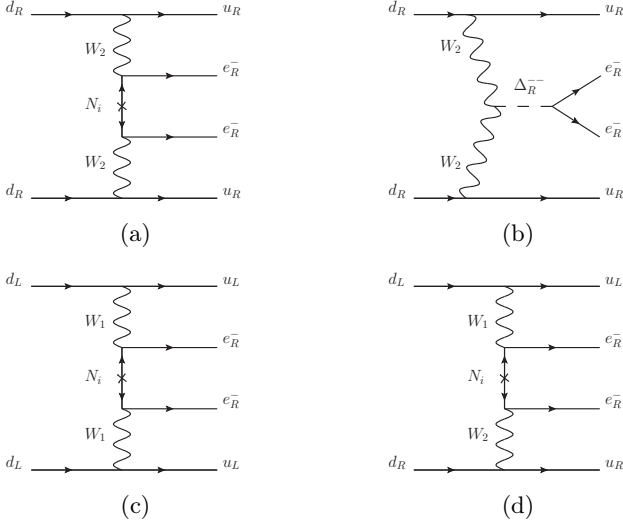 d_R u_R
W_2
e_R^-
N_i
e_R^-
W_2
d_R u_R
(a)
d_R u_R
W_2
e_R^-
Δ_R^{--}
e_R^-
W_2
d_R u_R
(b)
d_L u_L
W_1
e_R^-
N_i
e_R^-
W_1
d_L u_L
(c)
d_L u_L
W_1
e_R^-
N_i
e_R^-
W_2
d_R u_R
(d)